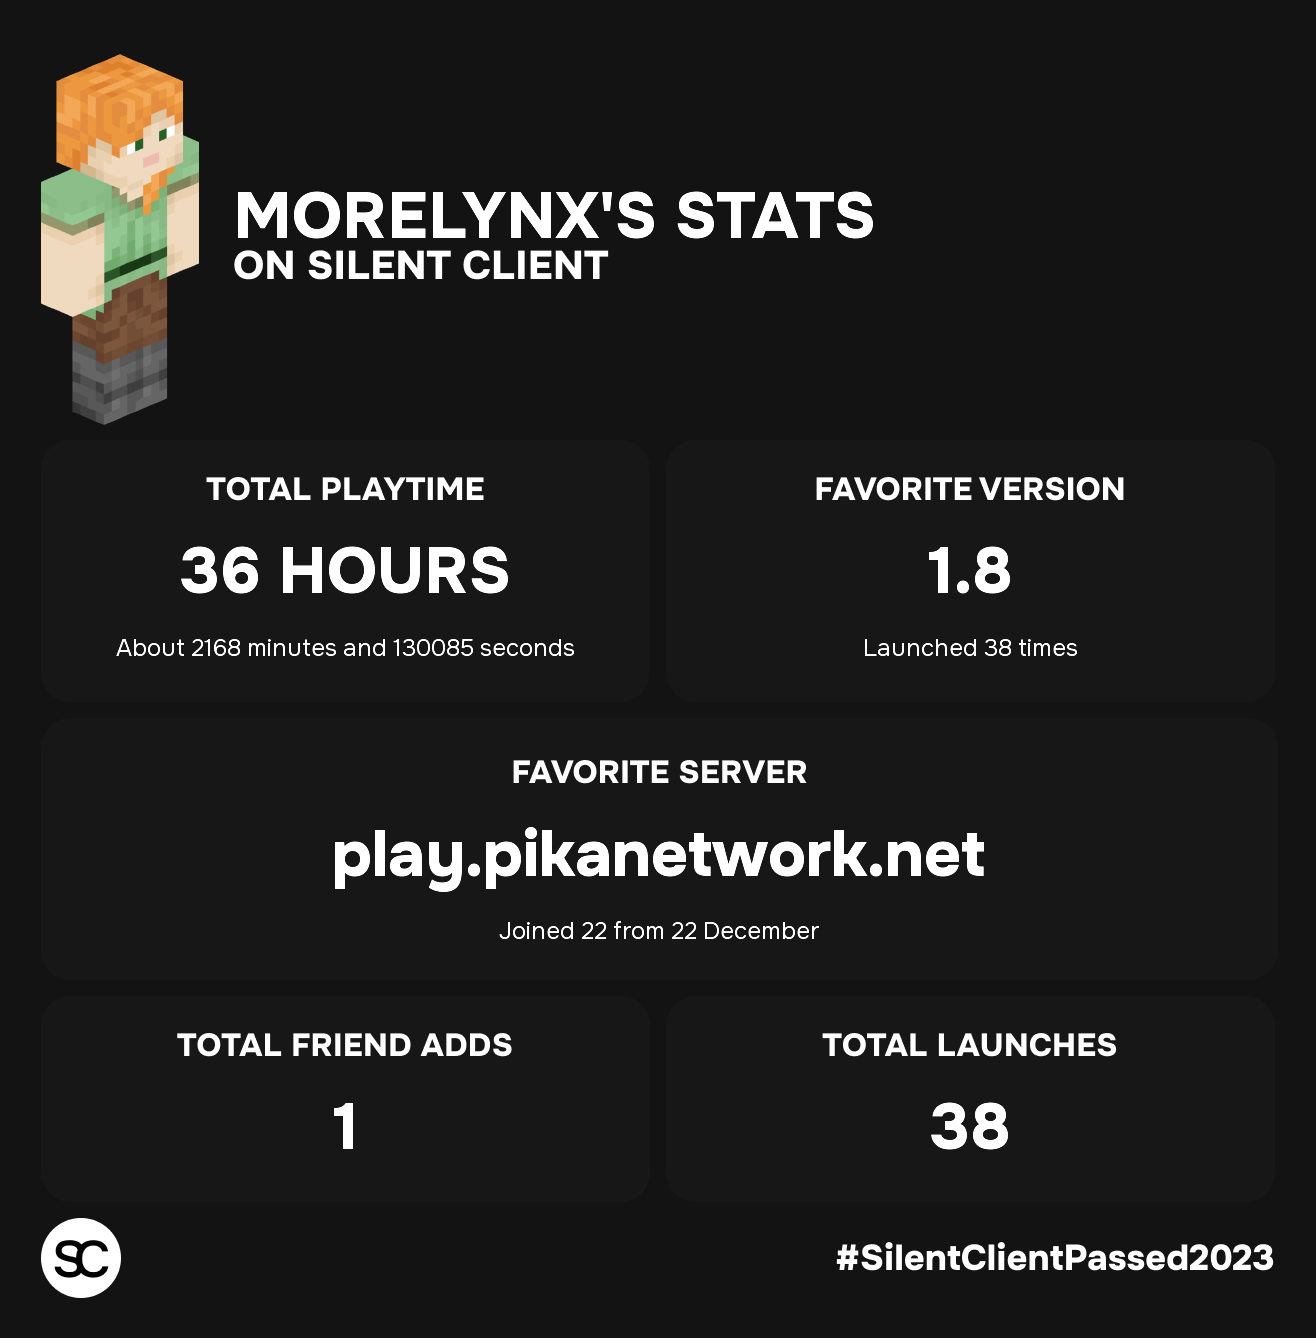 MORELYNX'S STATS
ON SILENT CLIENT
TOTAL PLAYTIME
36 HOURS
About 2168 minutes and 130085 seconds
FAVORITE VERSION
1.8
Launched 38 times
FAVORITE SERVER
play.pikanetwork.net
Joined 22 from 22 December
TOTAL FRIEND ADDS
1
TOTAL LAUNCHES
38
SC
#SilentClientPassed2023